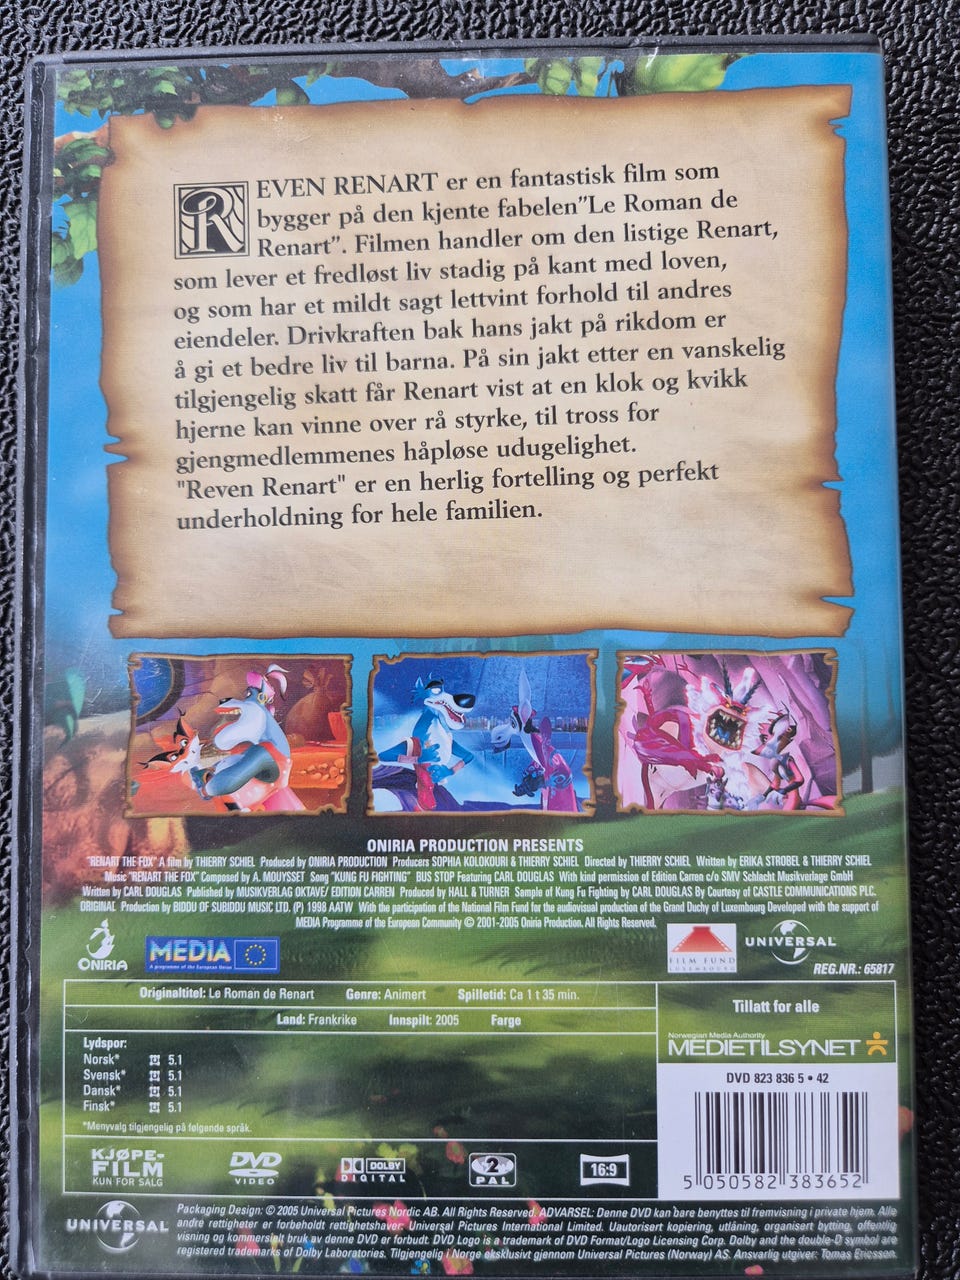 REVEN RENART er en fantastisk film som
bygger på den kjente fabelen"Le Roman de
Renart". Filmen handler om den listige Renart,
som lever et fredløst liv stadig på kant med loven,
og som har et mildt sagt lettvint forhold til andres
eiendeler. Drivkraften bak hans jakt på rikdom er
å gi et bedre liv til barna. På sin jakt etter en vanskelig
tilgjengelig skatt får Renart vist at en klok og kvikk
hjerne kan vinne over rå styrke, til tross for
gjengmedlemmenes håpløse udugelighet.
"Reven Renart" er en herlig fortelling og perfekt
underholdning for hele familien.
ONIRIA PRODUCTION PRESENTS
"RENART THE FOX" A film by THIERRY SCHIEL Produced by ONIRIA PRODUCTION Producers SOPHIA KOLOKOURI & THIERRY SCHIEL Directed by THIERRY SCHIEL Written by ERIKA STROBEL & THIERRY SCHIEL
Music "RENART THE FOX" Composed by A. MOUYSSET Song "KUNG FU FIGHTING" BUS STOP Featuring CARL DOUGLAS With kind permission of Edition Carren c/o SMV Schlacht Musikverlage GmbH
Written by CARL DOUGLAS Published by MUSIKVERLAG OKTAVE/ EDITION CARREN Produced by HALL & TURNER Sample of Kung Fu Fighting by CARL DOUGLAS By Courtesy of CASTLE COMMUNICATIONS PLC.
ORIGINAL Production by BIDDU OF SUBIDDU MUSIC LTD. (P) 1998 AATW With the participation of the National Film Fund for the audiovisual production of the Grand Duchy of Luxembourg Developed with the support of
MEDIA Programme of the European Community © 2001-2005 Oniria Production. All Rights Reserved.
ONIRIA
MEDIA
A programme of the European Union
FILM FUND
LUXEMBOURG
UNIVERSAL
REG.NR.: 65817
Originaltitel: Le Roman de Renart Genre: Animert Spilletid: Ca 1 t 35 min.
Land: Frankrike Innspilt: 2005 Farge
Lydspor:
Norsk* 5.1
Svensk* 5.1
Dansk* 5.1
Finsk* 5.1
*Menyvalg tilgjengelig på følgende språk.
Tillatt for alle
Norwegian Media Authority
MEDIETILSYNET
DVD 823 836 5 • 42
5 050582 383652
KJØPE-
FILM
KUN FOR SALG
DVD
VIDEO
DOLBY
DIGITAL
2
PAL
16:9
UNIVERSAL
Packaging Design: © 2005 Universal Pictures Nordic AB. All Rights Reserved. ADVARSEL: Denne DVD kan bare benyttes til fremvisning i private hjem. Alle
andre rettigheter er forbeholdt rettighetshaver: Universal Pictures International Limited. Uautorisert kopiering, utlåning, organisert bytting, offentlig
visning og kommersielt bruk av denne DVD er forbudt. DVD Logo is a trademark of DVD Format/Logo Licensing Corp. Dolby and the double-D symbol are
registered trademarks of Dolby Laboratories. Tilgjengelig i Norge eksklusivt gjennom Universal Pictures (Norway) AS. Ansvarlig utgiver: Tomas Ericsson.